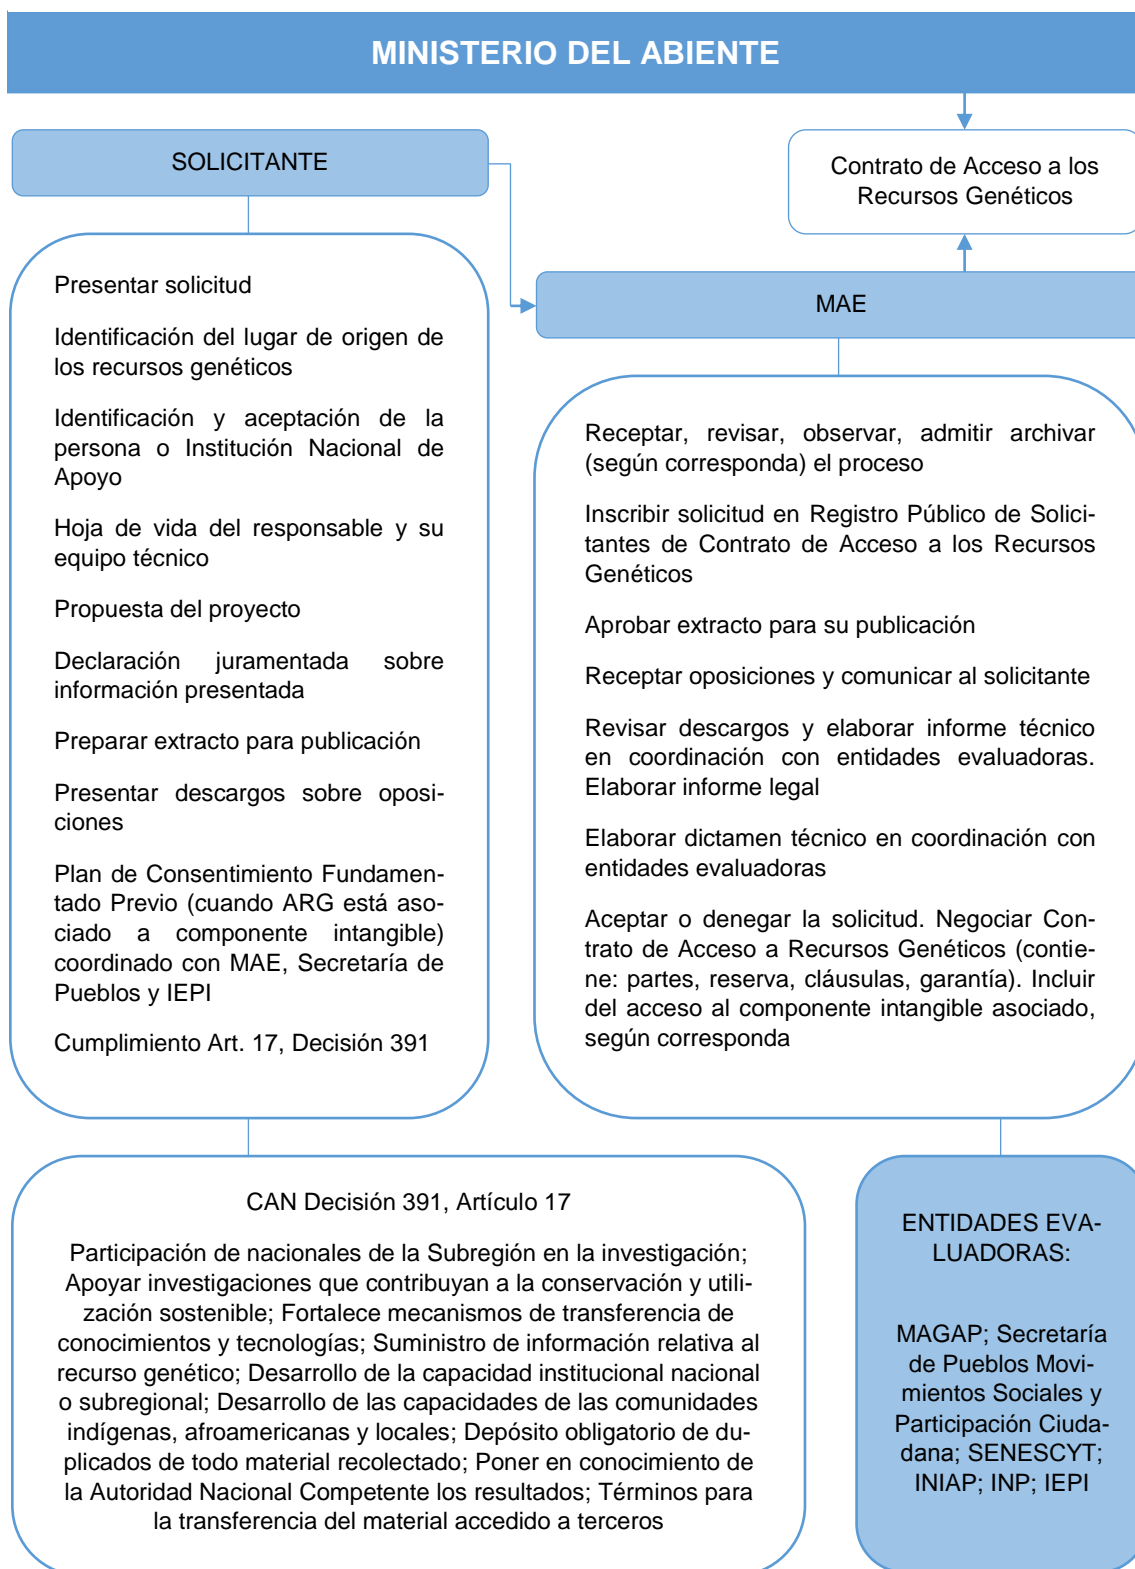 MINISTERIO DEL ABIENTE
SOLICITANTE
Contrato de Acceso a los
Recursos Genéticos
Presentar solicitud
Identificación del lugar de origen de
los recursos genéticos
Identificación y aceptación de la
persona o Institución Nacional de
Apoyo
Hoja de vida del responsable y su
equipo técnico
Propuesta del proyecto
Declaración juramentada sobre
información presentada
Preparar extracto para publicación
Presentar descargos sobre oposi-
ciones
Plan de Consentimiento Fundamen-
tado Previo (cuando ARG está aso-
ciado a componente intangible)
coordinado con MAE, Secretaría de
Pueblos y IEPI
Cumplimiento Art. 17, Decisión 391
MAE
Receptar, revisar, observar, admitir archivar
(según corresponda) el proceso
Inscribir solicitud en Registro Público de Solici-
tantes de Contrato de Acceso a los Recursos
Genéticos
Aprobar extracto para su publicación
Receptar oposiciones y comunicar al solicitante
Revisar descargos y elaborar informe técnico
en coordinación con entidades evaluadoras.
Elaborar informe legal
Elaborar dictamen técnico en coordinación con
entidades evaluadoras
Aceptar o denegar la solicitud. Negociar Con-
trato de Acceso a Recursos Genéticos (contie-
ne: partes, reserva, cláusulas, garantía). Incluir
del acceso al componente intangible asociado,
según corresponda
CAN Decisión 391, Artículo 17
Participación de nacionales de la Subregión en la investigación;
Apoyar investigaciones que contribuyan a la conservación y utili-
zación sostenible; Fortalece mecanismos de transferencia de
conocimientos y tecnologías; Suministro de información relativa al
recurso genético; Desarrollo de la capacidad institucional nacional
o subregional; Desarrollo de las capacidades de las comunidades
indígenas, afroamericanas y locales; Depósito obligatorio de du-
plicados de todo material recolectado; Poner en conocimiento de
la Autoridad Nacional Competente los resultados; Términos para
la transferencia del material accedido a terceros
ENTIDADES EVA-
LUADORAS:
MAGAP; Secretaría
de Pueblos Movi-
mientos Sociales y
Participación Ciuda-
dana; SENESCYT;
INIAP; INP; IEPI